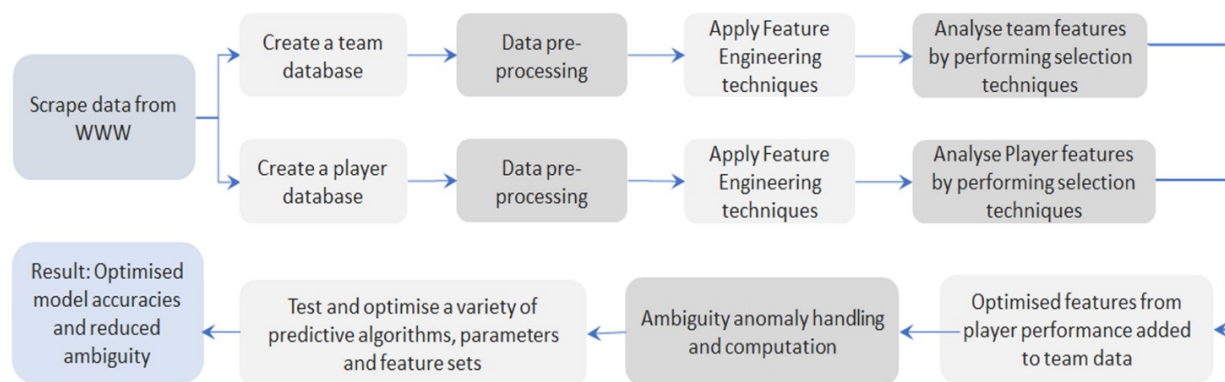 Scrape data from
WWW
Create a team
database
Data pre-
processing
Apply Feature
Engineering
techniques
Analyse team features
by performing selection
techniques
Create a player
database
Data pre-
processing
Apply Feature
Engineering
techniques
Analyse Player features
by performing selection
techniques
Optimised features from
player performance added
to team data
Ambiguity anomaly handling
and computation
Test and optimise a variety of
predictive algorithms, parameters
and feature sets
Result: Optimised
model accuracies
and reduced
ambiguity